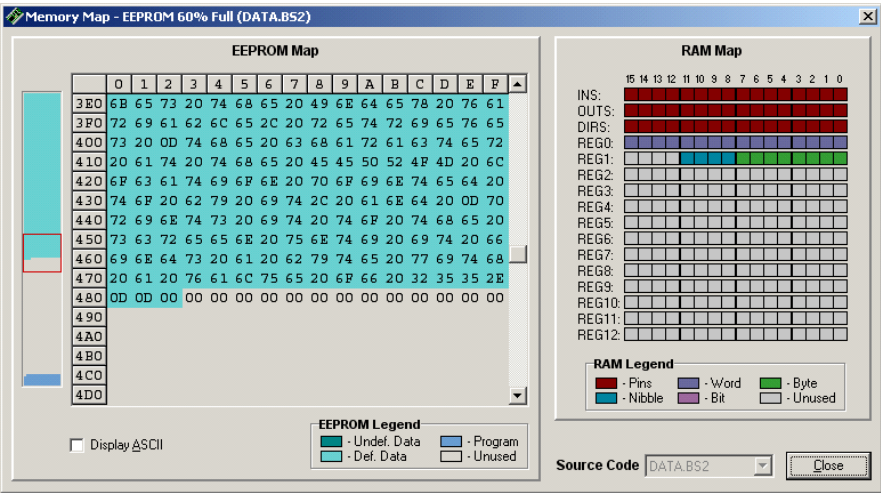 Memory Map - EEPROM 60% Full (DATA.BS2)
EEPROM Map
0 1 2 3 4 5 6 7 8 9 A B C D E F
3E0 6B 65 73 20 74 68 65 20 49 6E 64 65 78 20 76 61
3F0 72 69 61 62 6C 65 2C 20 72 65 74 72 69 65 76 65
400 73 20 0D 74 68 65 20 63 68 61 72 61 63 74 65 72
410 20 61 74 20 74 68 65 20 45 45 50 52 4F 4D 20 6C
420 6F 63 61 74 69 6F 6E 20 70 6F 69 6E 74 65 64 20
430 74 6F 20 62 79 20 69 74 2C 20 61 6E 64 20 0D 70
440 72 69 6E 74 73 20 69 74 20 74 6F 20 74 68 65 20
450 73 63 72 65 65 6E 20 75 6E 74 69 20 69 74 20 66
460 69 6E 64 73 20 61 20 62 79 74 65 20 77 69 74 68
470 20 61 20 76 61 6C 75 65 20 6F 66 20 32 35 35 2E
480 0D 0D 00 00 00 00 00 00 00 00 00 00 00 00 00 00
490
4A0
4B0
4C0
4D0
Display ASCII
EEPROM Legend
- Undef. Data
- Program
- Def. Data
- Unused
RAM Map
15 14 13 12 11 10 9 8 7 6 5 4 3 2 1 0
INS:
OUTS:
DIRS:
REG0:
REG1:
REG2:
REG3:
REG4:
REG5:
REG6:
REG7:
REG8:
REG9:
REG10:
REG11:
REG12:
RAM Legend
- Pins
- Word
- Byte
- Nibble
- Bit
- Unused
Source Code DATA.BS2
Close